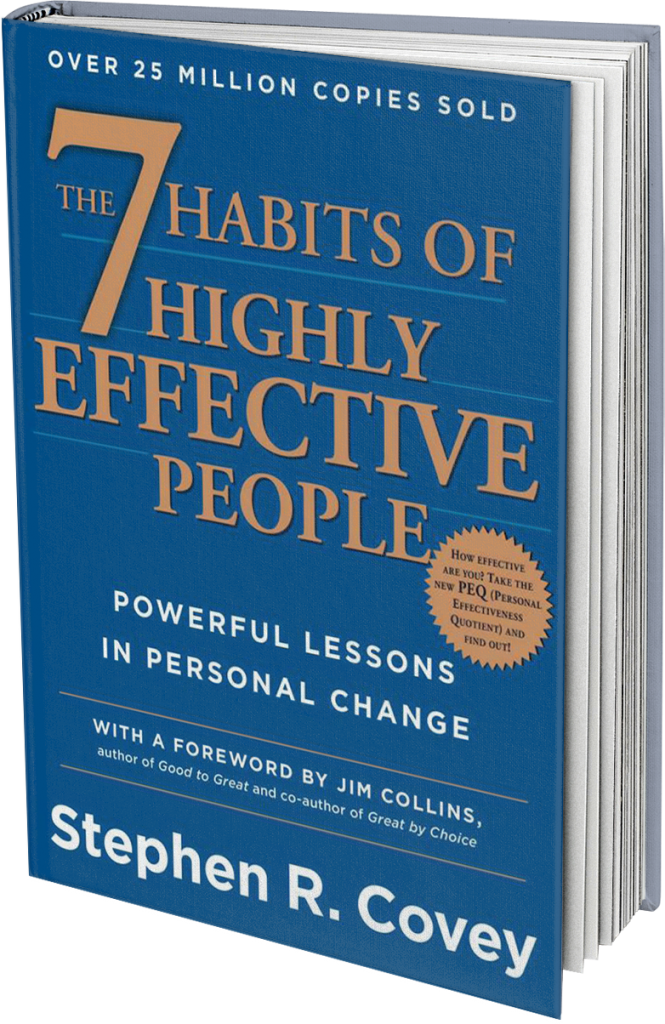 OVER 25 MILLION COPIES SOLD
THE 7 HABITS OF
HIGHLY
EFFECTIVE
PEOPLE
HOW EFFECTIVE
ARE YOU? TAKE THE
NEW PEQ (PERSONAL
EFFECTIVENESS
QUOTIENT) AND
FIND OUT!
POWERFUL LESSONS
IN PERSONAL CHANGE
WITH A FOREWORD BY JIM COLLINS,
author of Good to Great and co-author of Great by Choice
Stephen R. Covey